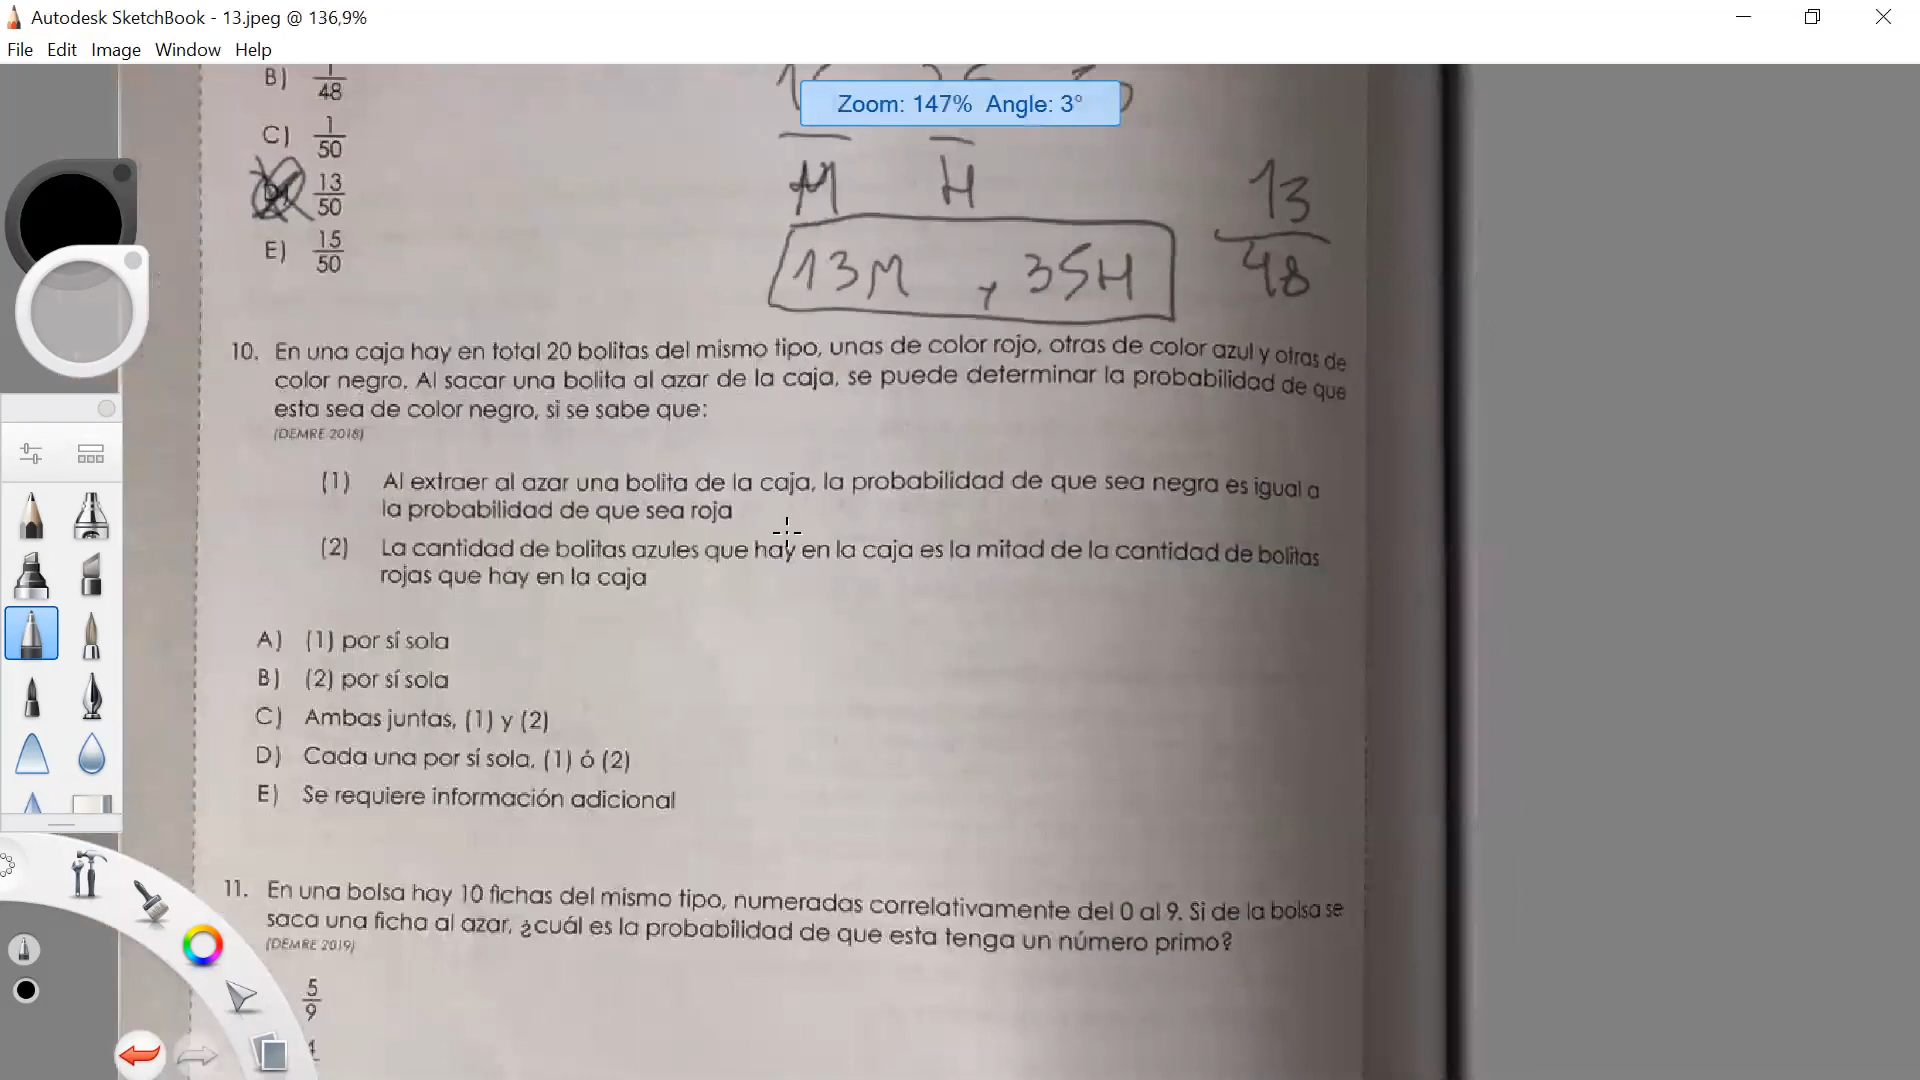 Autodesk SketchBook - 13.jpeg @ 136,9%
File Edit Image Window Help
Zoom: 147% Angle: 3°
B) 1/48
C) 1/50
13/50
E) 15/50
M H
13M , 35H
13/48
10. En una caja hay en total 20 bolitas del mismo tipo, unas de color rojo, otras de color azul y otras de
color negro. Al sacar una bolita al azar de la caja, se puede determinar la probabilidad de que
esta sea de color negro, si se sabe que:
(DEMRE 2018)
(1) Al extraer al azar una bolita de la caja, la probabilidad de que sea negra es igual a
la probabilidad de que sea roja
(2) La cantidad de bolitas azules que hay en la caja es la mitad de la cantidad de bolitas
rojas que hay en la caja
A) (1) por sí sola
B) (2) por sí sola
C) Ambas juntas, (1) y (2)
D) Cada una por sí sola, (1) ó (2)
E) Se requiere información adicional
11. En una bolsa hay 10 fichas del mismo tipo, numeradas correlativamente del 0 al 9. Si de la bolsa se
saca una ficha al azar, ¿cuál es la probabilidad de que esta tenga un número primo?
(DEMRE 2019)
5/9